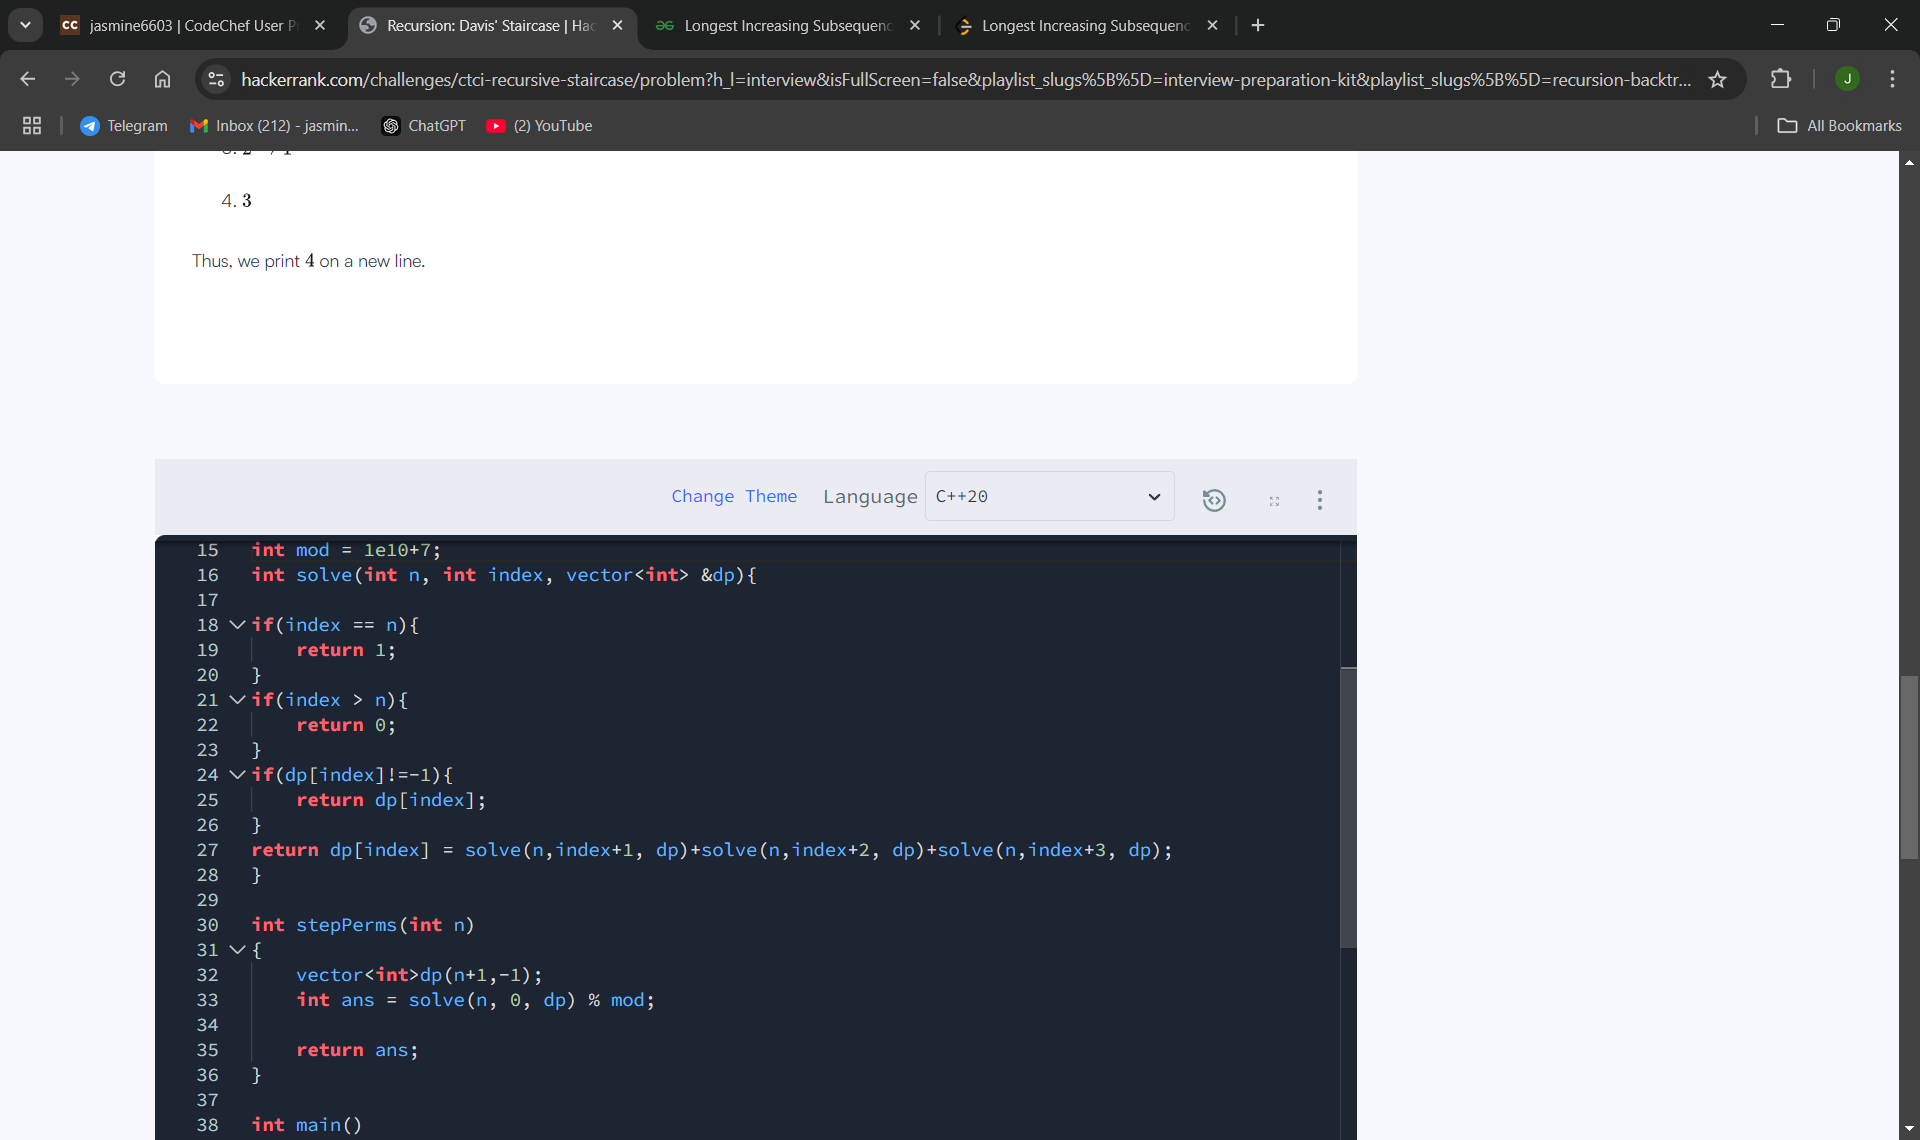 jasmine6603 | CodeChef User P
Recursion: Davis' Staircase | Hac
Longest Increasing Subsequenc
Longest Increasing Subsequenc
hackerrank.com/challenges/ctci-recursive-staircase/problem?h_l=interview&isFullScreen=false&playlist_slugs%5B%5D=interview-preparation-kit&playlist_slugs%5B%5D=recursion-backtr...
J
Telegram
Inbox (212) - jasmin...
ChatGPT
(2) YouTube
All Bookmarks
4. 3
Thus, we print 4 on a new line.
Change Theme Language C++20
15 int mod = 1e10+7;
16 int solve(int n, int index, vector<int> &dp){
17
18 if(index == n){
19 return 1;
20 }
21 if(index > n){
22 return 0;
23 }
24 if(dp[index]!=-1){
25 return dp[index];
26 }
27 return dp[index] = solve(n,index+1, dp)+solve(n,index+2, dp)+solve(n,index+3, dp);
28 }
29
30 int stepPerms(int n)
31 {
32 vector<int>dp(n+1,-1);
33 int ans = solve(n, 0, dp) % mod;
34
35 return ans;
36 }
37
38 int main()